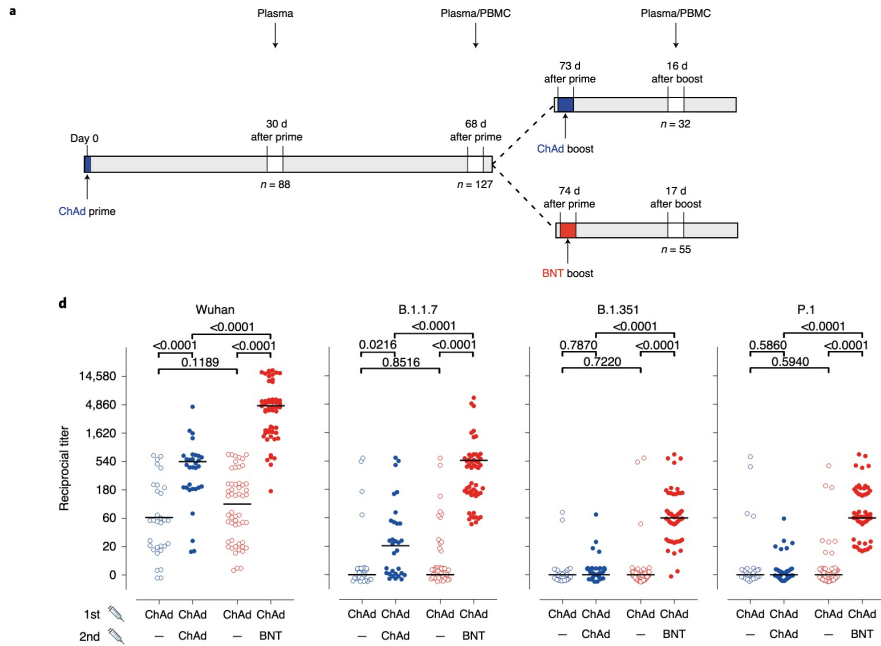 a
Plasma
Plasma/PBMC
Plasma/PBMC
73 d
after prime
16 d
after boost
30 d
after prime
68 d
after prime
Day 0
n = 32
ChAd boost
n = 88
n = 127
74 d
after prime
17 d
after boost
ChAd prime
n = 55
BNT boost
d
Wuhan
B.1.1.7
B.1.351
P.1
<0.0001 <0.0001 <0.0001 <0.0001
<0.0001 <0.0001 0.0216 <0.0001 0.7870 <0.0001 0.5860 <0.0001
0.1189 0.8516 0.7220 0.5940
Reciprocial titer
14,580
4,860
1,620
540
180
60
20
0
1st ChAd ChAd ChAd ChAd ChAd ChAd ChAd ChAd ChAd ChAd ChAd ChAd ChAd ChAd ChAd ChAd
2nd – ChAd – BNT – ChAd – BNT – ChAd – BNT – ChAd – BNT